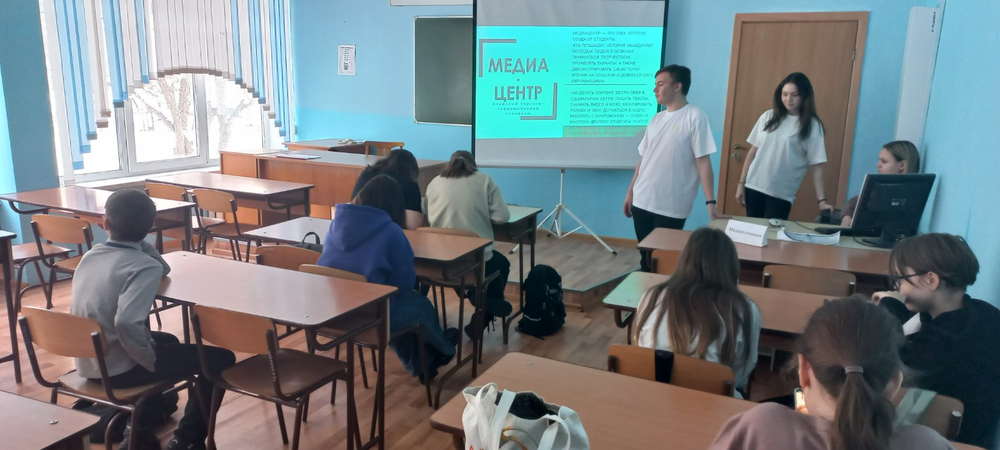 МЕДИА
ЦЕНТР
Ачинский торгово-
экономический
техникум
МЕДИАЦЕНТР — ЭТО СМИ, КОТОРОЕ
СОЗДАЮТ СТУДЕНТЫ
ЭТО ПЛОЩАДКА, КОТОРАЯ ОБЪЕДИНЯЕТ
МОЛОДЫХ ЛЮДЕЙ В ЖЕЛАНИИ
ЗАНИМАТЬСЯ ТВОРЧЕСТВОМ,
ПРОЯВЛЯТЬ ТАЛАНТЫ, А ТАКЖЕ
ДЕМОНСТРИРОВАТЬ СВОЮ ТОЧКУ
ЗРЕНИЯ НА СОБЫТИЯ И ДЕЛИТЬСЯ ЕЮ С
ОКРУЖАЮЩИМИ.
КАК ДЕЛАТЬ КОНТЕНТ, ВЕСТИ СЕБЯ В
СОЦИАЛЬНЫХ СЕТЯХ, ПИСАТЬ ТЕКСТЫ,
СНИМАТЬ ВИДЕО И ФОТО, МОНТИРОВАТЬ
РОЛИКИ И ЗВУК, ДЕРЖАТЬСЯ В КАДРЕ,
РАБОТАТЬ С МИКРОФОНОМ — ЭТОМУ И
МНОГОМУ ДРУГОМУ СТУДЕНТЫ УЧАТСЯ
Медиаплощадка